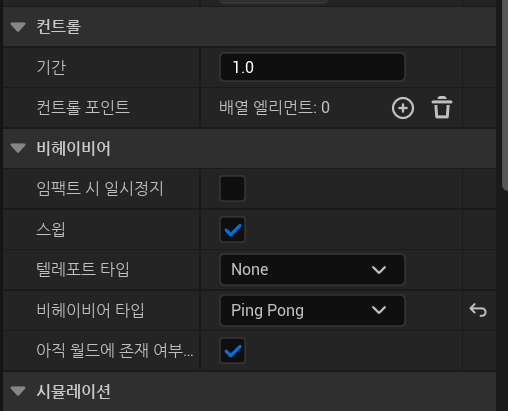 컨트롤
기간 1.0
컨트롤 포인트 배열 엘리먼트: 0
비헤이비어
임팩트 시 일시정지
스윕
텔레포트 타입 None
비헤이비어 타입 Ping Pong
아직 월드에 존재 여부...
시뮬레이션